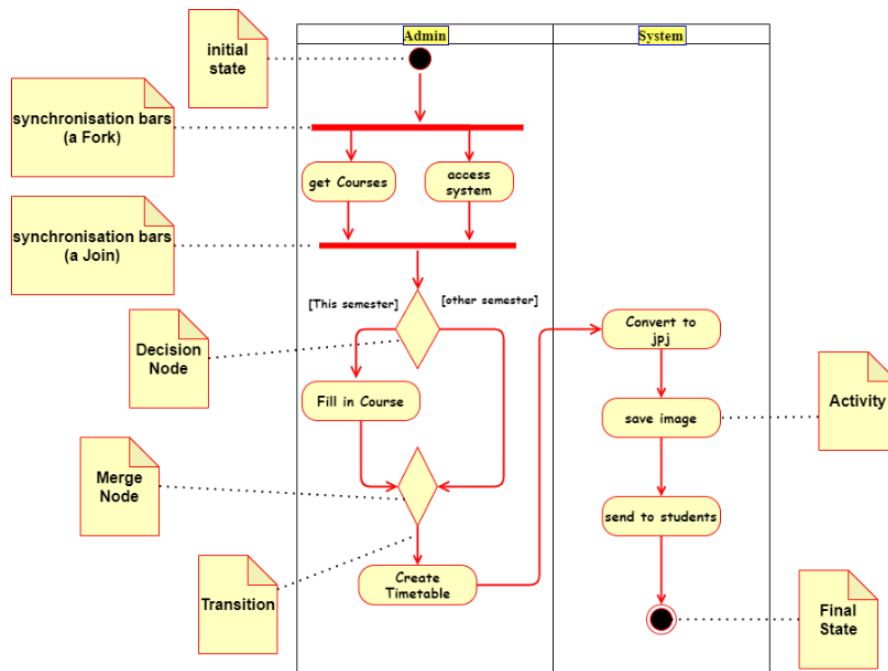 Admin
System
initial
state
synchronisation bars
(a Fork)
get Courses
access
system
synchronisation bars
(a Join)
[This semester]
[other semester]
Decision
Node
Convert to
jpj
Fill in Course
save image
Activity
Merge
Node
send to students
Transition
Create
Timetable
Final
State